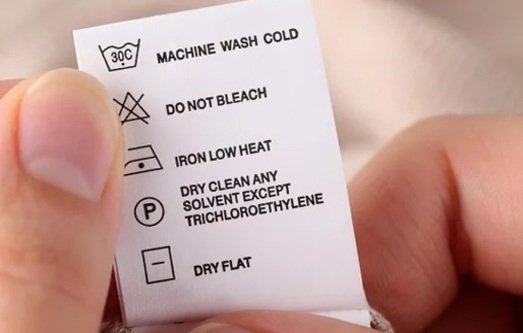 30C MACHINE WASH COLD
DO NOT BLEACH
IRON LOW HEAT
P DRY CLEAN ANY
SOLVENT EXCEPT
TRICHLOROETHYLENE
DRY FLAT